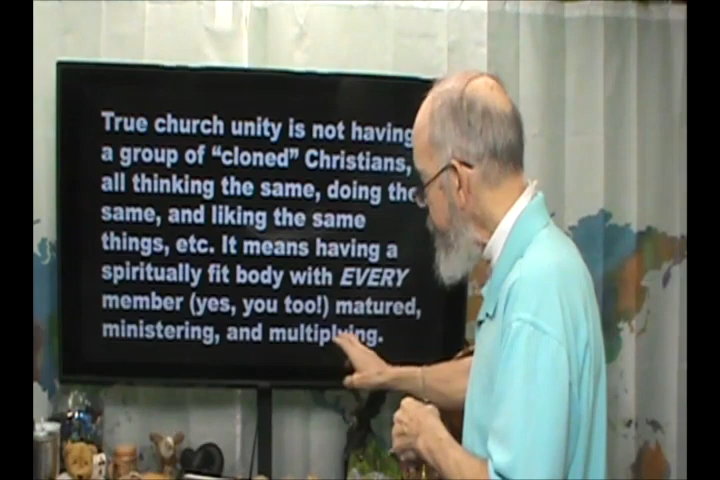 True church unity is not having
a group of “cloned” Christians,
all thinking the same, doing the
same, and liking the same
things, etc. It means having a
spiritually fit body with EVERY
member (yes, you too!) matured,
ministering, and multiplying.